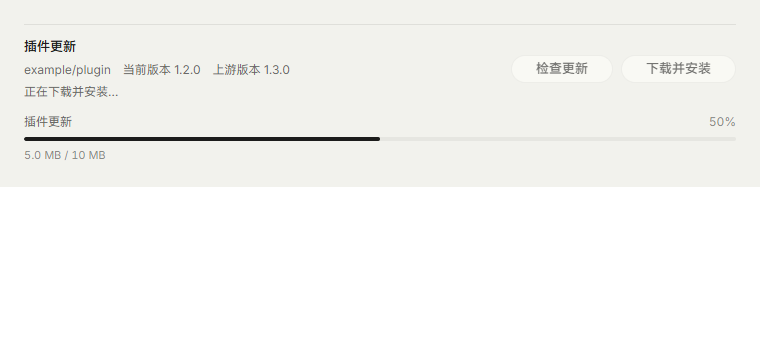 插件更新
example/plugin 当前版本 1.2.0 上游版本 1.3.0
检查更新 下载并安装
正在下载并安装...
插件更新 50%
5.0 MB / 10 MB